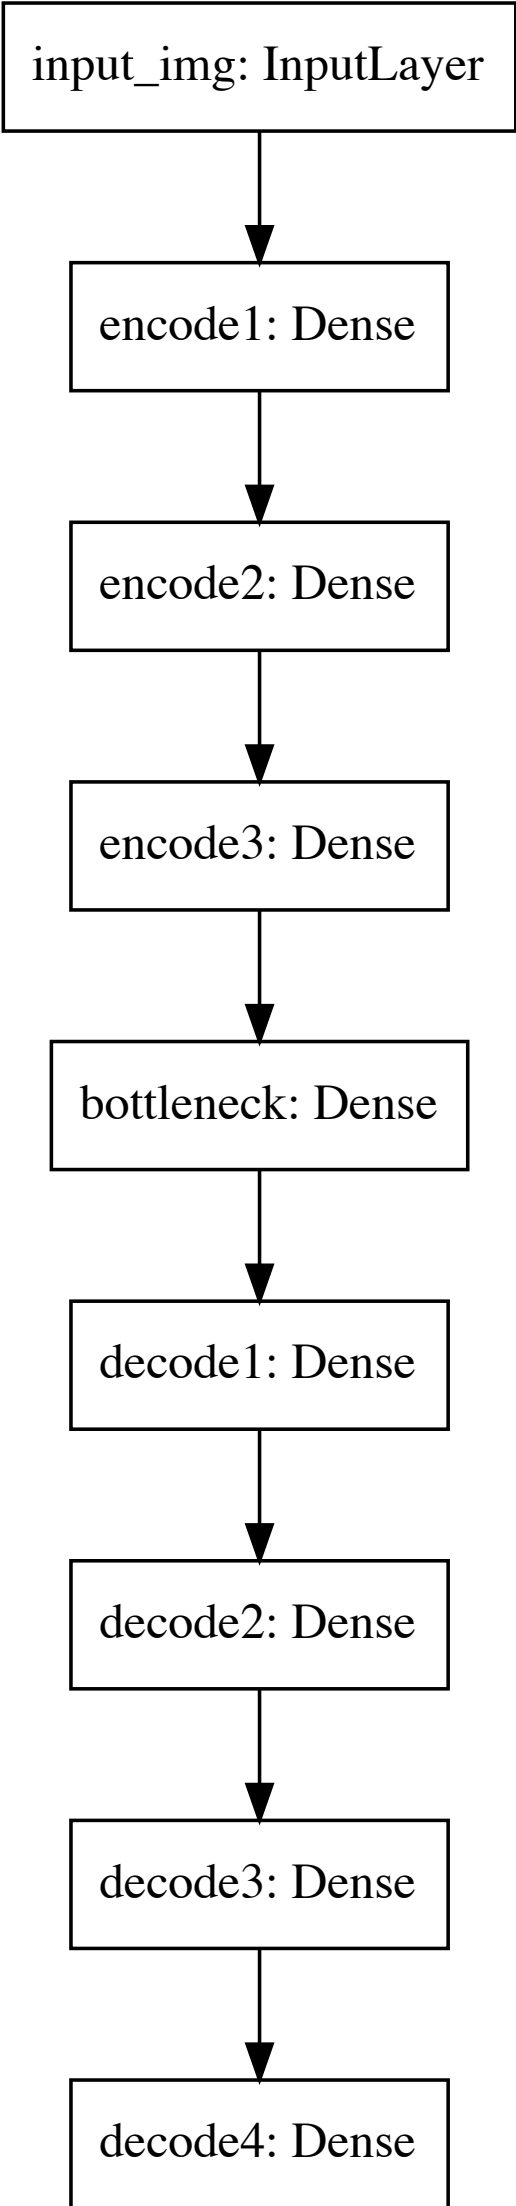 input_img: InputLayer
encode1: Dense
encode2: Dense
encode3: Dense
bottleneck: Dense
decode1: Dense
decode2: Dense
decode3: Dense
decode4: Dense